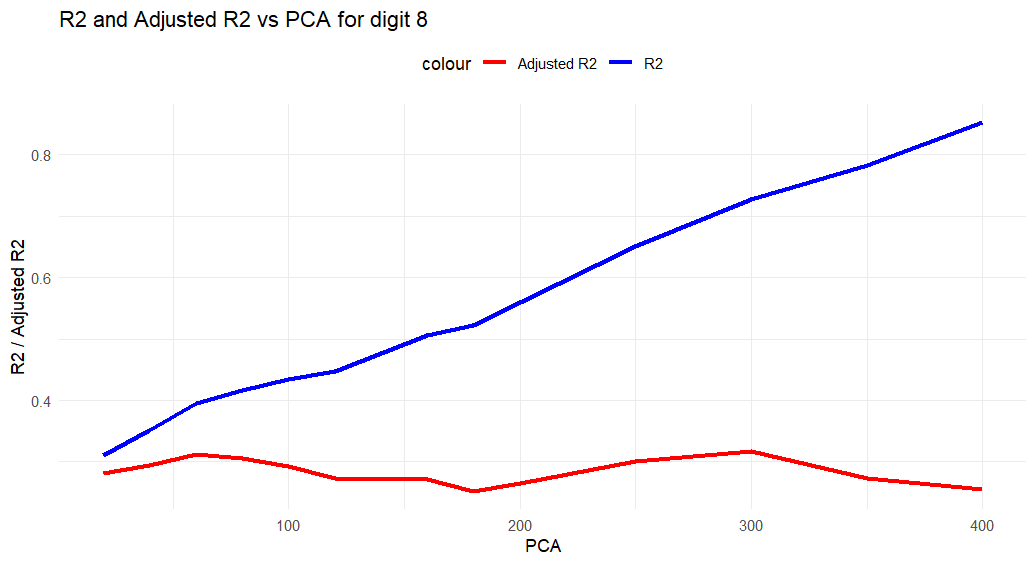 R2 and Adjusted R2 vs PCA for digit 8
colour Adjusted R2 R2
R2 / Adjusted R2
0.8
0.6
0.4
100 200 300 400
PCA